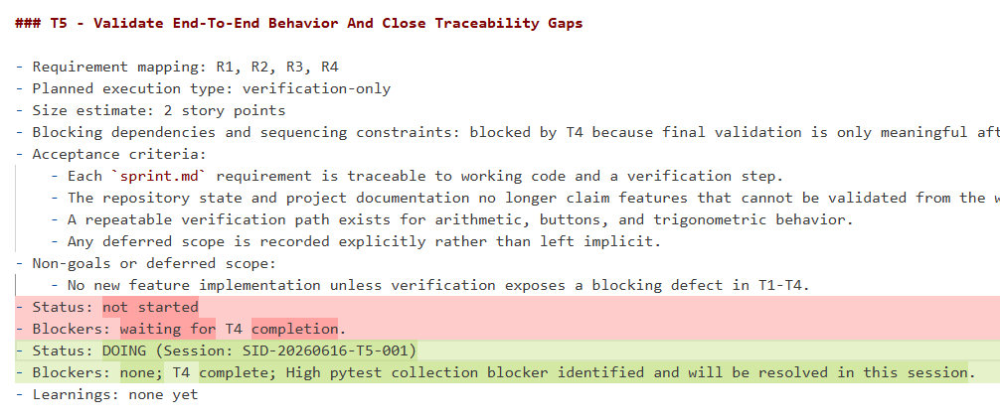 ### T5 - Validate End-To-End Behavior And Close Traceability Gaps
- Requirement mapping: R1, R2, R3, R4
- Planned execution type: verification-only
- Size estimate: 2 story points
- Blocking dependencies and sequencing constraints: blocked by T4 because final validation is only meaningful aft
- Acceptance criteria:
- Each `sprint.md` requirement is traceable to working code and a verification step.
- The repository state and project documentation no longer claim features that cannot be validated from the w
- A repeatable verification path exists for arithmetic, buttons, and trigonometric behavior.
- Any deferred scope is recorded explicitly rather than left implicit.
- Non-goals or deferred scope:
- No new feature implementation unless verification exposes a blocking defect in T1-T4.
- Status: not started
- Blockers: waiting for T4 completion.
- Status: DOING (Session: SID-20260616-T5-001)
- Blockers: none; T4 complete; High pytest collection blocker identified and will be resolved in this session.
- Learnings: none yet